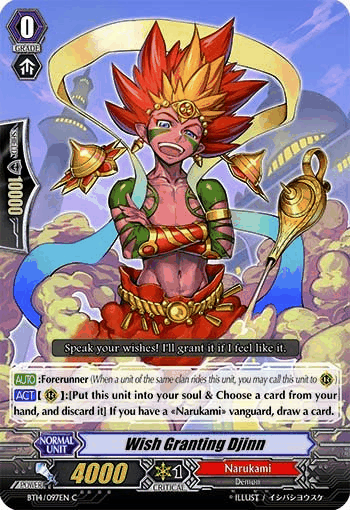 0
GRADE
10000
SHIELD
Speak your wishes! I'll grant it if I feel like it.
AUTO :Forerunner (When a unit of the same clan rides this unit, you may call this unit to Ⓡ)
ACT [Ⓡ]:[Put this unit into your soul & Choose a card from your
hand, and discard it] If you have a «Narukami» vanguard, draw a card.
NORMAL
UNIT
Wish Granting Djinn
POWER
4000
1
CRITICAL
Narukami
Demon
BT14/097EN C
ILLUST / イシバシヨウスケ